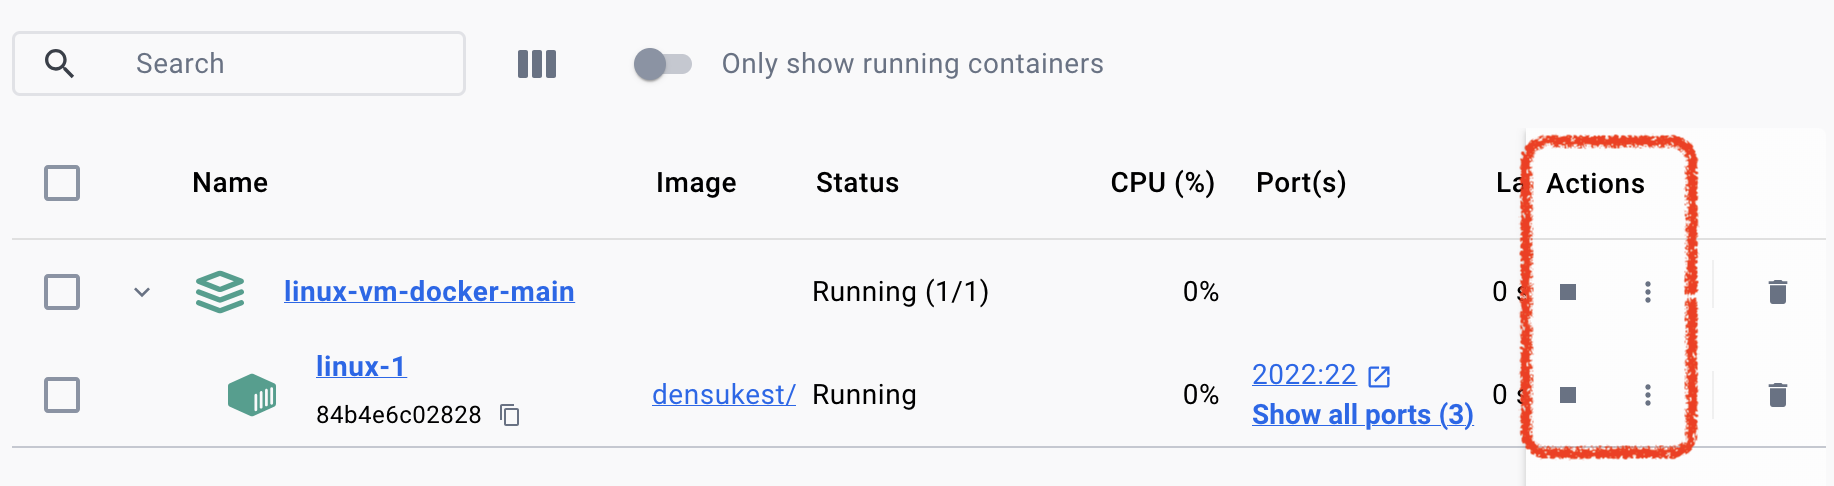 Search
Only show running containers
Name Image Status CPU (%) Port(s) La Actions
linux-vm-docker-main Running (1/1) 0% 0 s
linux-1
84b4e6c02828
densukest/ Running 0% 0 s
2022:22
Show all ports (3)